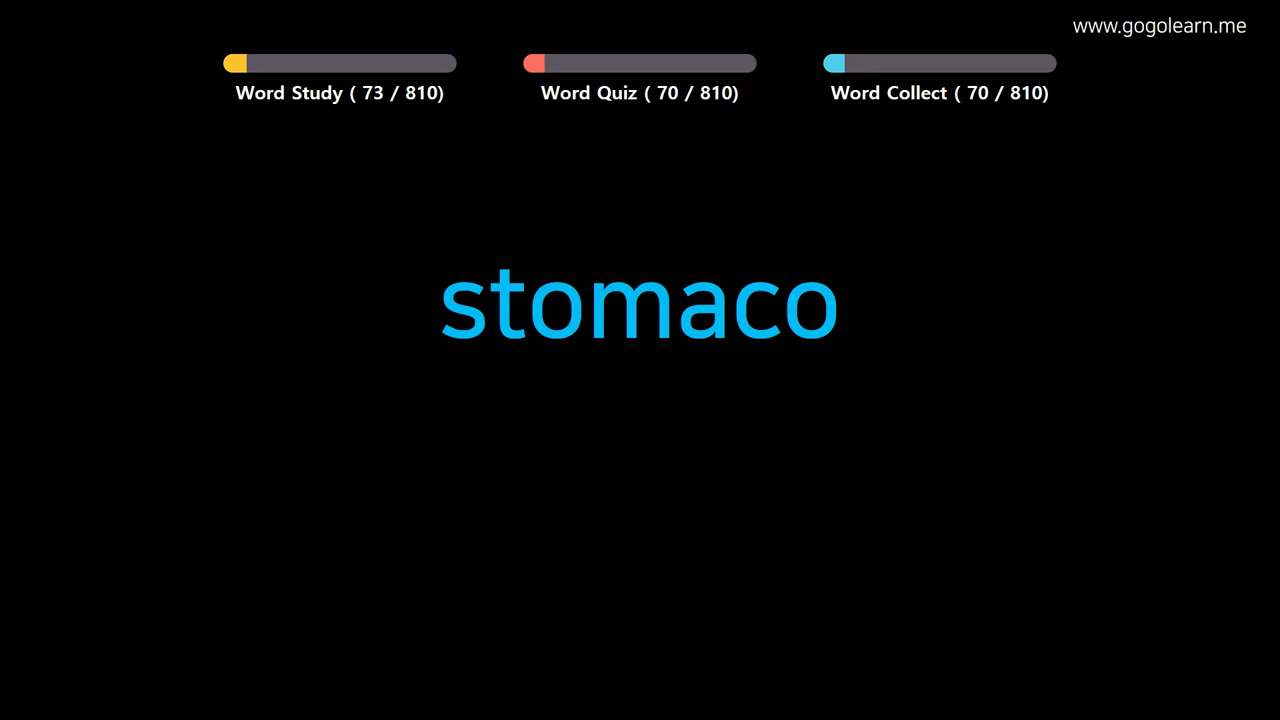 www.gogolearn.me
Word Study ( 73 / 810)
Word Quiz ( 70 / 810)
Word Collect ( 70 / 810)
stomaco